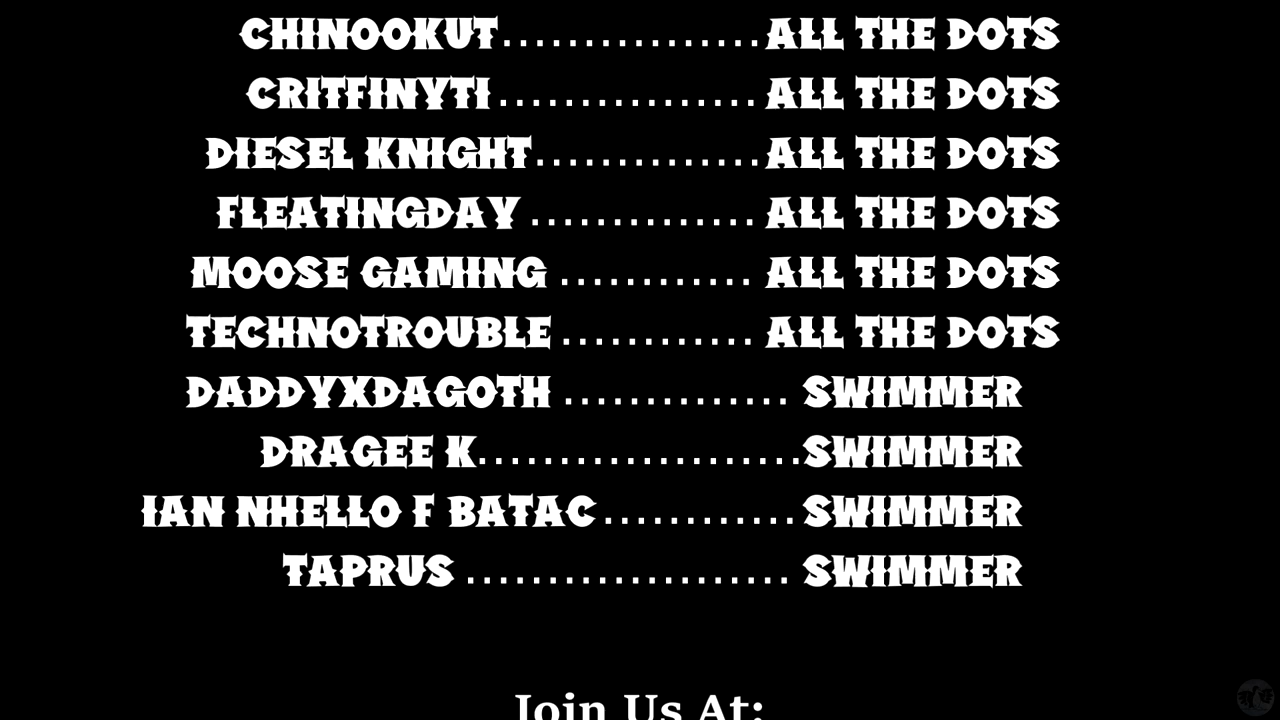 CHINOOKUT................ALL THE DOTS
CRITFINYTI ................ ALL THE DOTS
DIESEL KNIGHT..............ALL THE DOTS
FLEATINGDAY .............. ALL THE DOTS
MOOSE GAMING ............ ALL THE DOTS
TECHNOTROUBLE ............ ALL THE DOTS
DADDYXDAGOTH .............. SWIMMER
DRAGEE K....................SWIMMER
IAN NHELLO F BATAC............SWIMMER
TAPRUS .................... SWIMMER
Join Us At: